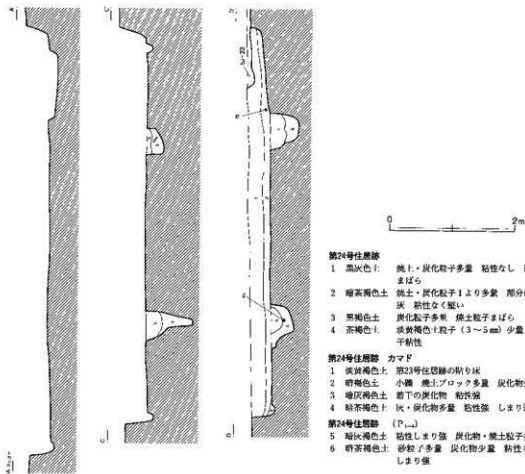 A
C
D
SJ-23
C
D
0
2m
第24号住居跡
1 黒灰色土 焼土・炭化粒子多量 粘性なし
まばら
2 暗茶褐色土 焼土・炭化粒子1より多量 部分
灰 粘性なく堅い
3 黒褐色土 炭化粒子多量 焼土粒子まばら
4 茶褐色土 淡黄褐色土粒子(3～5㎜)少量
干粘性
第24号住居跡 カマド
1 淡黄褐色土 第23号住居跡の貼り床
2 暗褐色土 小礫 焼土ブロック多量 炭化物
3 暗灰褐色土 若干の炭化物 粘性強
4 暗茶褐色土 灰・炭化物多量 粘性強 しまり
第24号住居跡
5 暗灰褐色土 粘性しまり強 炭化物・焼土粒子
6 暗茶褐色土 砂粒子多量 炭化物少量 粘性
しまり強